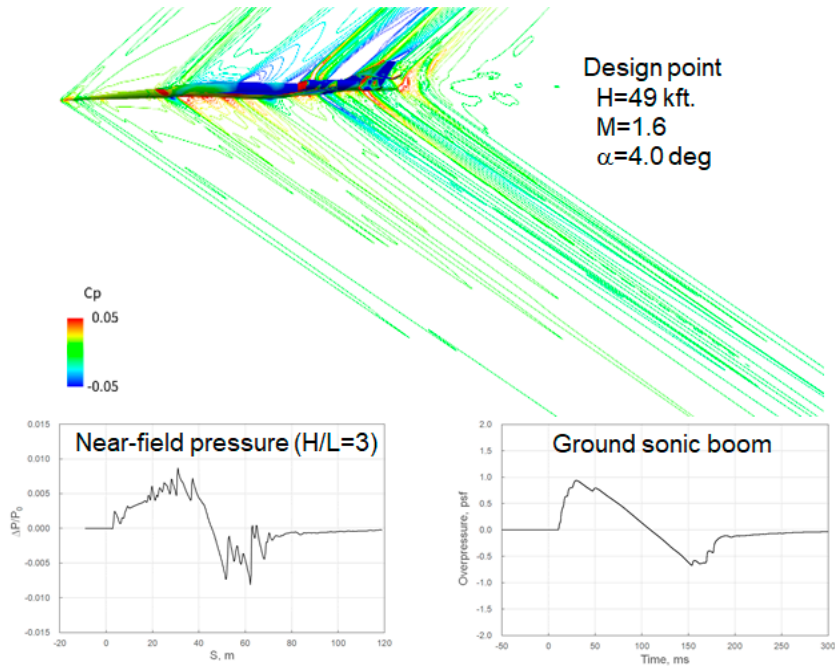 Design point
H=49 kft.
M=1.6
α=4.0 deg
Cp
0.05
-0.05
Near-field pressure (H/L=3)
0.015
0.010
0.005
0.000
-0.005
-0.010
-0.015
ΔP/P₀
-20 0 20 40 60 80 100 120
S, m
Ground sonic boom
2.0
1.5
1.0
0.5
0.0
-0.5
-1.0
-1.5
-2.0
Overpressure, psf
-50 0 50 100 150 200 250 300
Time, ms